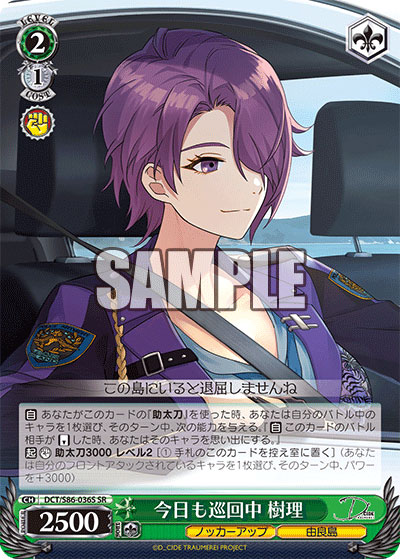 LEVEL
2
1
COST
SAMPLE
この島にいると退屈しませんね
自 あなたがこのカードの『助太刀』を使った時、あなたは自分のバトル中の
キャラを1枚選び、そのターン中、次の能力を与える。『自 このカードのバトル
相手が した時、あなたはそのキャラを思い出にする。』
起 助太刀3000 レベル2 [① 手札のこのカードを控え室に置く] (あなた
は自分のフロントアタックされているキャラを1枚選び、そのターン中、パワー
を+3000)
CH DCT/S86-036S SR
2500
今日も巡回中 樹理
ノッカーアップ 由良島
©D_CIDE TRAUMEREI PROJECT